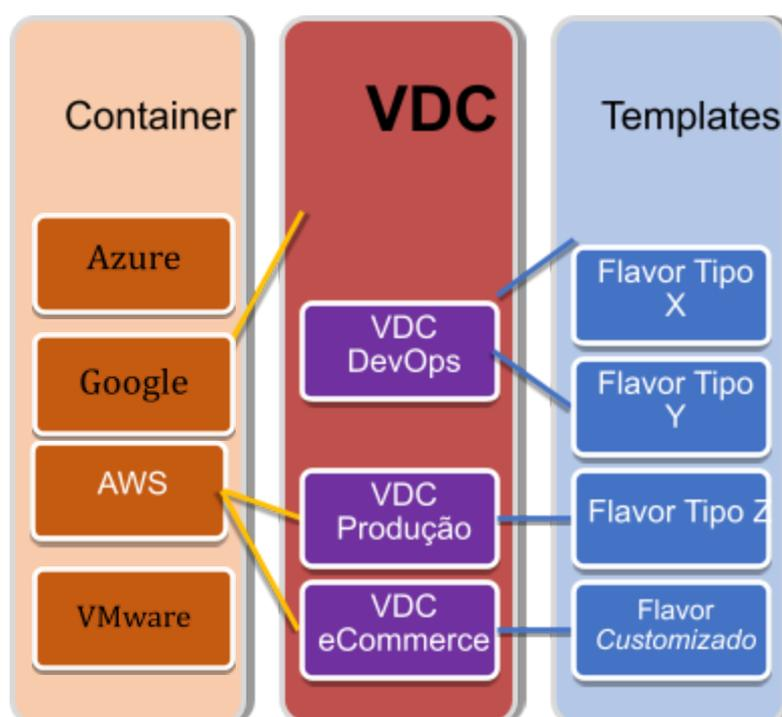 Container
Azure
Google
AWS
VMware
VDC
VDC
DevOps
VDC
Produção
VDC
eCommerce
Templates
Flavor Tipo
X
Flavor Tipo
Y
Flavor Tipo Z
Flavor
Customizado